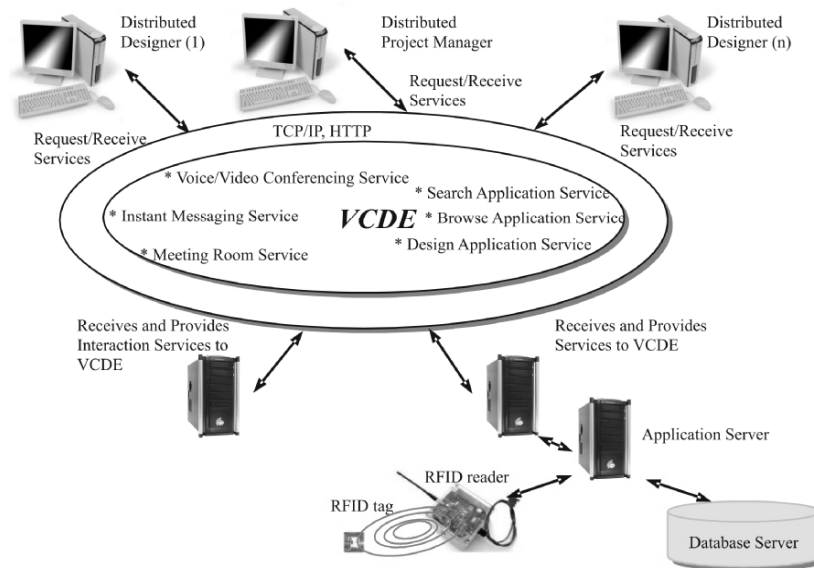 Distributed
Designer (1)
Distributed
Project Manager
Distributed
Designer (n)
Request/Receive
Services
Request/Receive
Services
Request/Receive
Services
TCP/IP, HTTP
* Voice/Video Conferencing Service
* Search Application Service
* Instant Messaging Service
VCDE
* Browse Application Service
* Design Application Service
* Meeting Room Service
Receives and Provides
Interaction Services to
VCDE
Receives and Provides
Services to VCDE
Application Server
RFID reader
RFID tag
Database Server